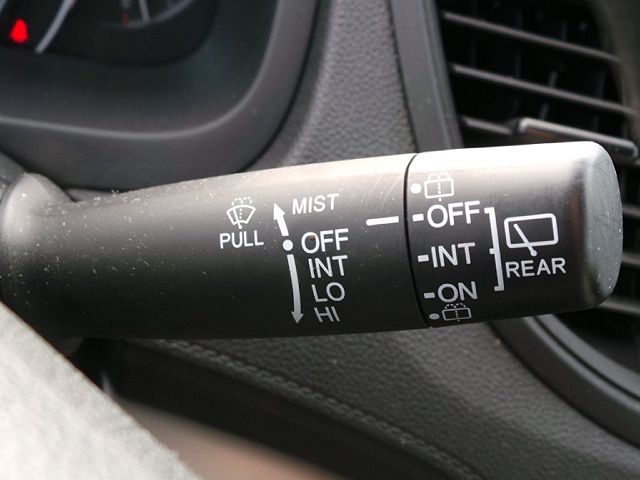 MIST
PULL
OFF
INT
LO
HI
OFF
INT
ON
REAR